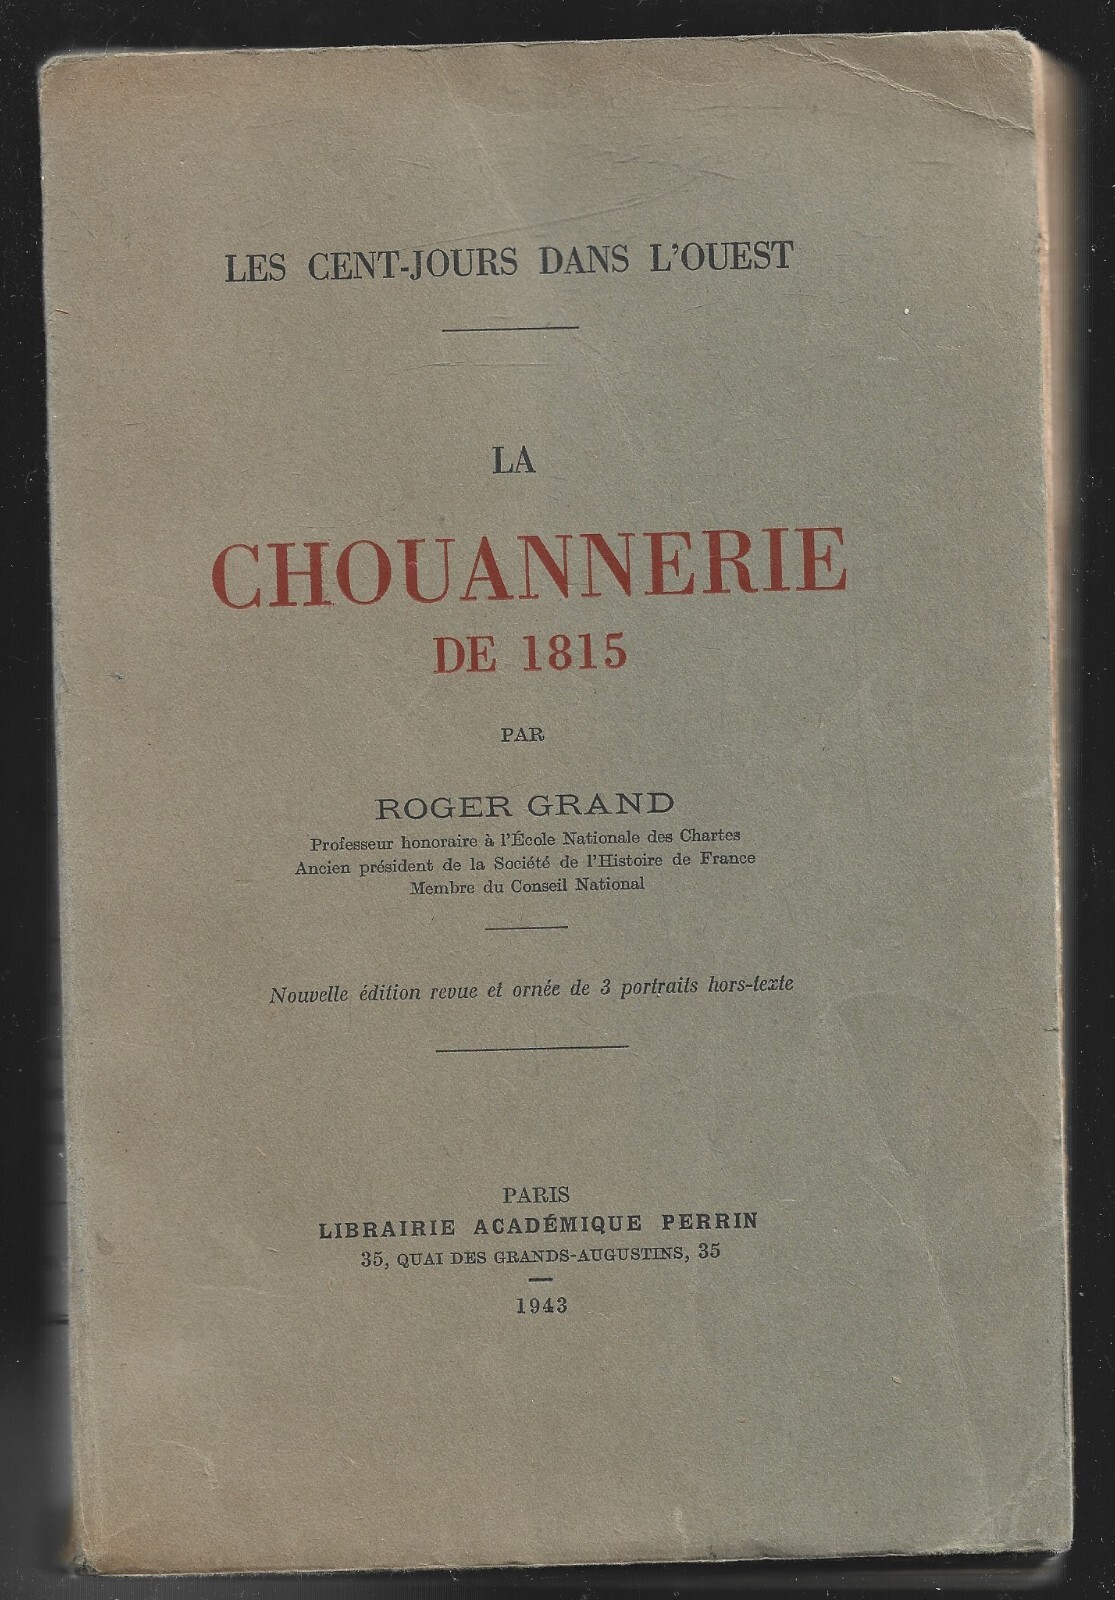 LES CENT-JOURS DANS L'OUEST
LA
CHOUANNERIE
DE 1815
PAR
ROGER GRAND
Professeur honoraire à l'École Nationale des Chartes
Ancien président de la Société de l'Histoire de France
Membre du Conseil National
Nouvelle édition revue et ornée de 3 portraits hors-texte
PARIS
LIBRAIRIE ACADÉMIQUE PERRIN
35, QUAI DES GRANDS-AUGUSTINS, 35
1943